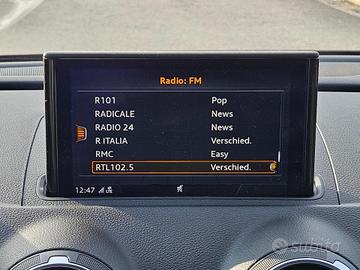 Radio: FM
R101 Pop
RADICALE News
RADIO 24 News
R ITALIA Verschied.
RMC Easy
RTL102.5 Verschied.
12:47
subito